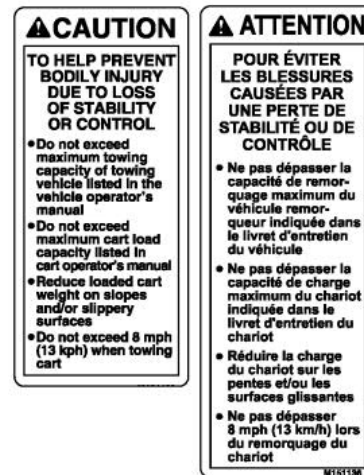 CAUTION
TO HELP PREVENT
BODILY INJURY
DUE TO LOSS
OF STABILITY
OR CONTROL
•Do not exceed
maximum towing
capacity of towing
vehicle listed in the
vehicle operator's
manual
•Do not exceed
maximum cart load
capacity listed in
cart operator's manual
•Reduce loaded cart
weight on slopes
and/or slippery
surfaces
•Do not exceed 8 mph
(13 kph) when towing
cart
ATTENTION
POUR ÉVITER
LES BLESSURES
CAUSÉES PAR
UNE PERTE DE
STABILITÉ OU DE
CONTRÔLE
• Ne pas dépasser la
capacité de remor-
quage maximum du
véhicule remor-
queur indiquée dans
le livret d'entretien
du véhicule
• Ne pas dépasser la
capacité de charge
maximum du chariot
indiquée dans le
livret d'entretien du
chariot
• Réduire la charge
du chariot sur les
pentes et/ou les
surfaces glissantes
• Ne pas dépasser
8 mph (13 km/h) lors
du remorquage du
chariot